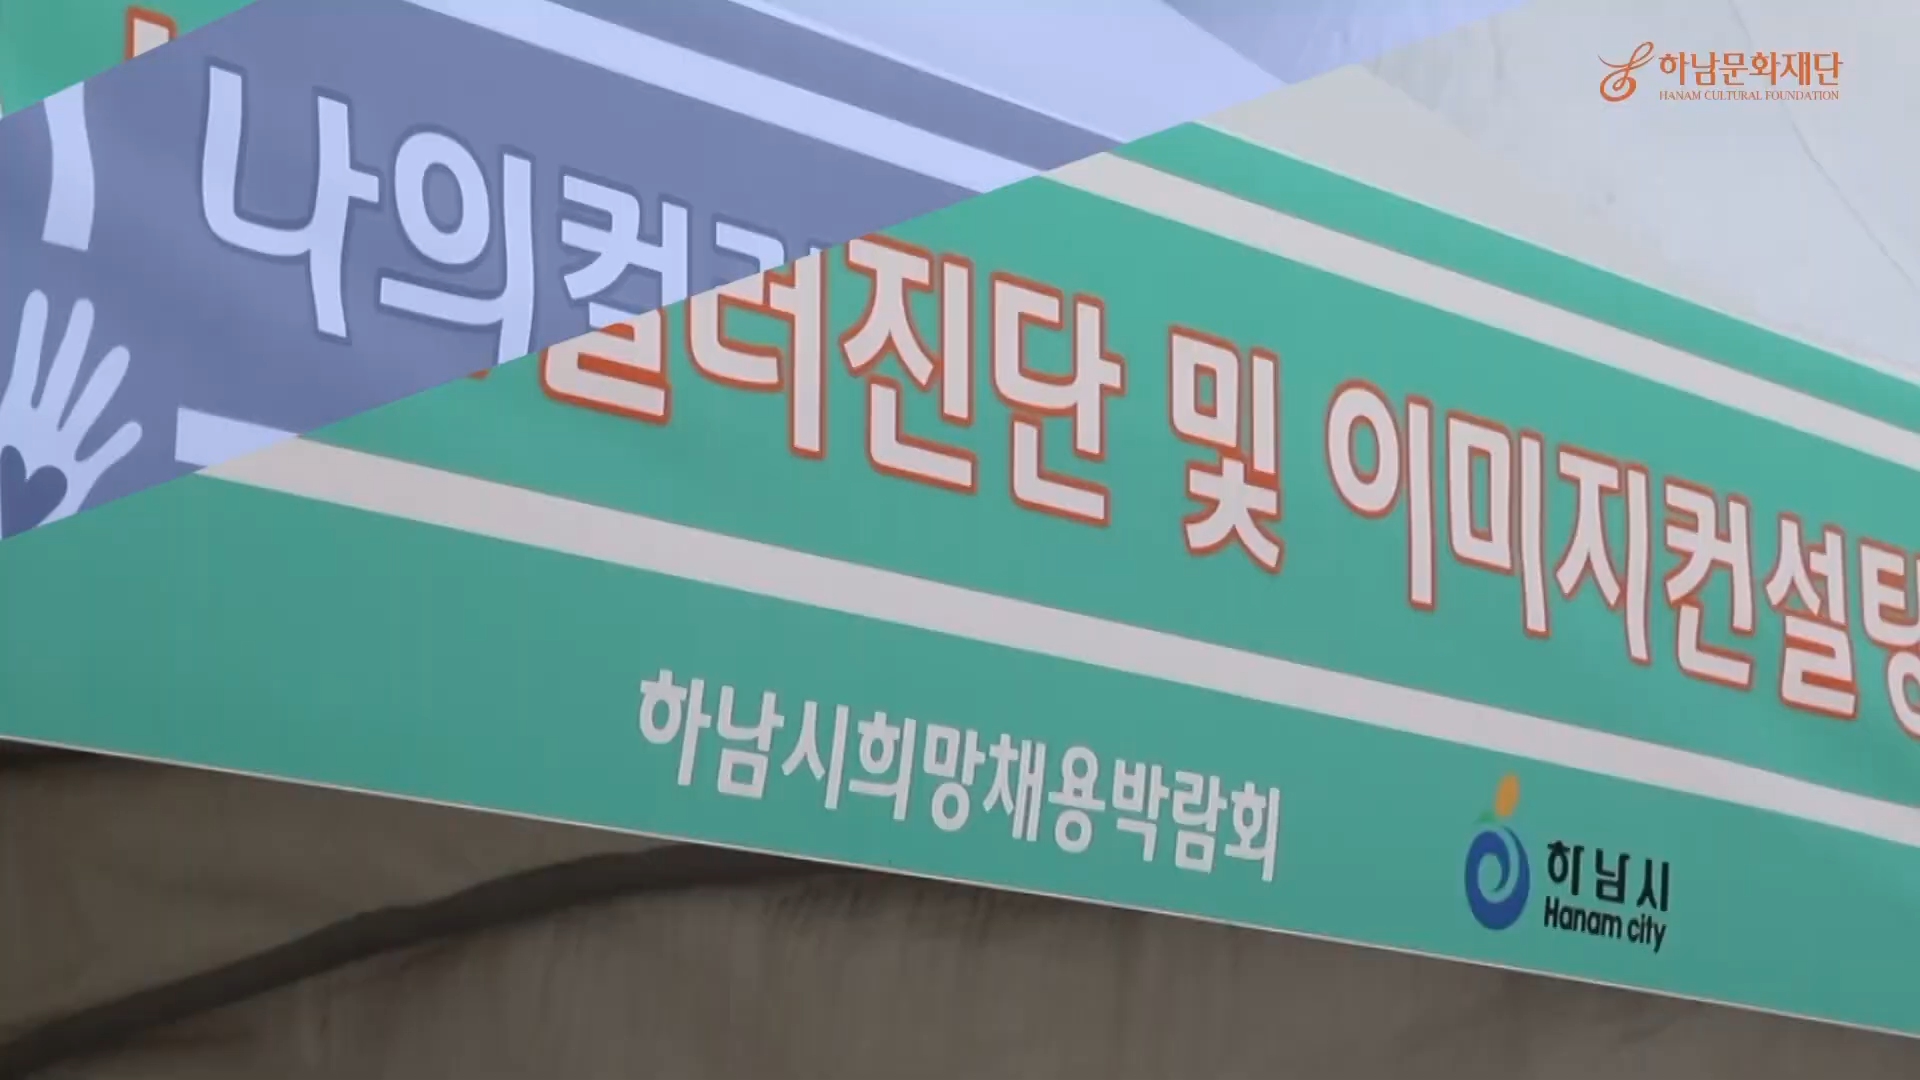 하남문화재단
HANAM CULTURAL FOUNDATION
나의컬러진단 및 이미지컨설팅
하남시희망채용박람회
하남시
Hanam city